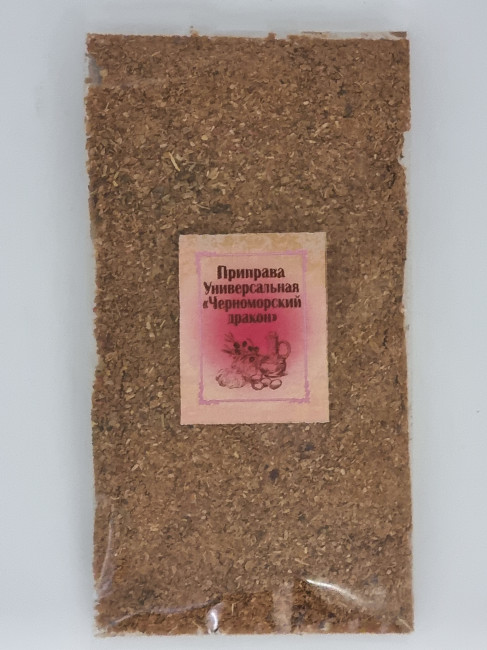 Приправа
Универсальная
«Черноморский
дракон»